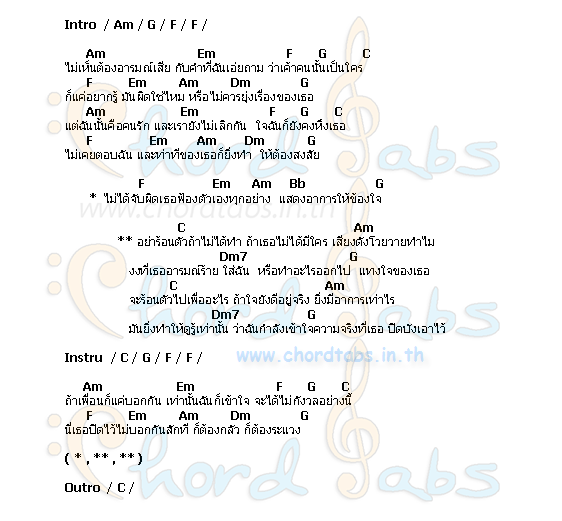 Intro / Am / G / F / F /
Am Em F G C
ไม่เห็นต้องอารมณ์เสีย กับคำที่ฉันเอ่ยถาม ว่าเค้าคนนั้นเป็นใคร
F Em Am Dm G
ก็แค่อยากรู้ มันผิดใช่ไหม หรือไม่ควรยุ่งเรื่องของเธอ
Am Em F G C
แต่ฉันนั้นคือคนรัก และเรายังไม่เลิกกัน ใจฉันก็ยังคงหึงเธอ
F Em Am Dm G
ไม่เคยตอบฉัน และท่าทีของเธอก็ยิ่งทำ ให้ต้องสงสัย
F Em Am Bb G
* ไม่ได้จับผิดเธอฟ้องตัวเองทุกอย่าง แสดงอาการให้ข้องใจ
www.chordtabs.in.th
C Am
** อย่าร้อนตัวถ้าไม่ได้ทำ ถ้าเธอไม่ได้มีใคร เสียงดังโวยวายทำไม
Dm7 G
งงที่เธออารมณ์ร้าย ใส่ฉัน หรือทำอะไรออกไป แทงใจของเธอ
C Am
จะร้อนตัวไปเพื่ออะไร ถ้าใจยังดีอยู่จริง ยิ่งมีอาการเท่าไร
Dm7 G
มันยิ่งทำให้ดูรู้เท่านั้น ว่าฉันกำลังเข้าใจความจริงที่เธอ ปิดบังเอาไว้
Instru / C / G / F / F /
www.chordtabs.in.th
Am Em F G C
ถ้าเพื่อนก็แค่บอกกัน เท่านั้นฉันก็เข้าใจ จะได้ไม่กังวลอย่างนี้
F Em Am Dm G
นี่เธอปิดไว้ไม่บอกกันสักที ก็ต้องกลัว ก็ต้องระแวง
( * , ** , ** )
Outro / C /
Chord Tabs
Chord Tabs